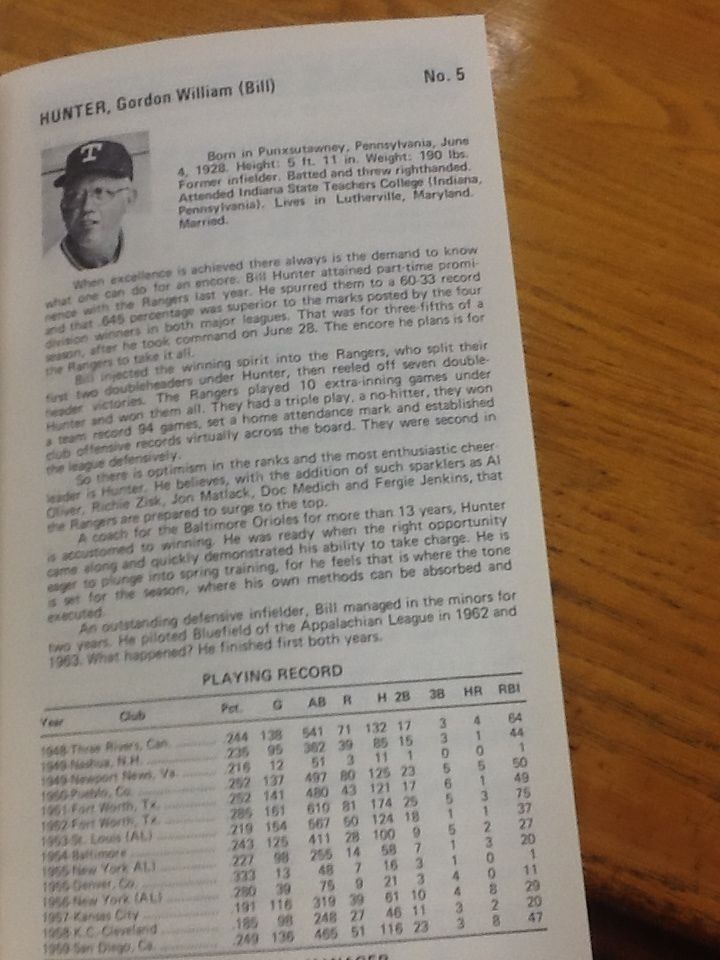 HUNTER, Gordon William (Bill) No. 5
T
Born in Punxsutawney, Pennsylvania, June
4, 1928. Height: 5 ft. 11 in. Weight: 190 lbs.
Former infielder. Batted and threw righthanded.
Attended Indiana State Teachers College (Indiana,
Pennsylvania). Lives in Lutherville, Maryland.
Married.
When excellence is achieved there always is the demand to know
what one can do for an encore. Bill Hunter attained part-time promi-
nence with the Rangers last year. He spurred them to a 60-33 record
and that .645 percentage was superior to the marks posted by the four
division winners in both major leagues. That was for three-fifths of a
season, after he took command on June 28. The encore he plans is for
the Rangers to take it all.
Bill injected the winning spirit into the Rangers, who split their
first two doubleheaders under Hunter, then reeled off seven double-
header victories. The Rangers played 10 extra-inning games under
Hunter and won them all. They had a triple play, a no-hitter, they won
a team record 94 games, set a home attendance mark and established
club offensive records virtually across the board. They were second in
the league defensively.
So there is optimism in the ranks and the most enthusiastic cheer-
leader is Hunter. He believes, with the addition of such sparklers as Al
Oliver, Richie Zisk, Jon Matlack, Doc Medich and Fergie Jenkins, that
the Rangers are prepared to surge to the top.
A coach for the Baltimore Orioles for more than 13 years, Hunter
is accustomed to winning. He was ready when the right opportunity
came along and quickly demonstrated his ability to take charge. He is
eager to plunge into spring training, for he feels that is where the tone
is set for the season, where his own methods can be absorbed and
executed.
An outstanding defensive infielder, Bill managed in the minors for
two years. He piloted Bluefield of the Appalachian League in 1962 and
1963. What happened? He finished first both years.
PLAYING RECORD
Year Club Pct. G AB R H 2B 3B HR RBI
1948-Three Rivers, Can. .244 138 541 71 132 17 3 4 64
1949-Nashua, N.H. .235 95 362 39 85 15 3 1 44
1949-Newport News, Va. .216 12 51 3 11 1 0 0 1
1950-Pueblo, Co. .252 137 497 80 125 23 5 5 50
1951-Fort Worth, Tx. .252 141 480 43 121 17 6 1 49
1952-Fort Worth, Tx. .285 161 610 81 174 25 5 3 75
1953-St. Louis (AL) .219 154 567 50 124 18 1 1 37
1954-Baltimore .243 125 411 28 100 9 5 2 27
1955-New York AL) .227 98 255 14 58 7 1 3 20
1955-Denver, Co. .333 13 48 7 16 3 1 0 1
1956-New York (AL) .280 39 75 9 21 3 4 0 11
1957-Kansas City .191 116 319 39 61 10 4 8 29
1958-K.C.-Cleveland .185 98 248 27 46 11 3 2 20
1959-San Diego, Ca. .249 136 465 51 116 23 3 8 47
MANAGER